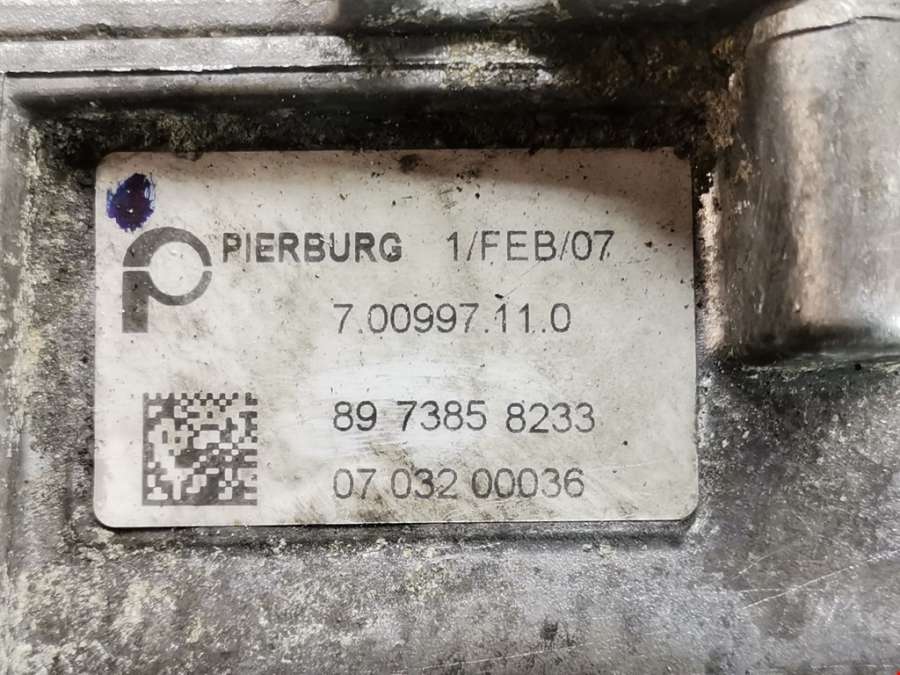 PIERBURG 1/FEB/07
7.00997.11.0
89 7385 8233
07 032 00036